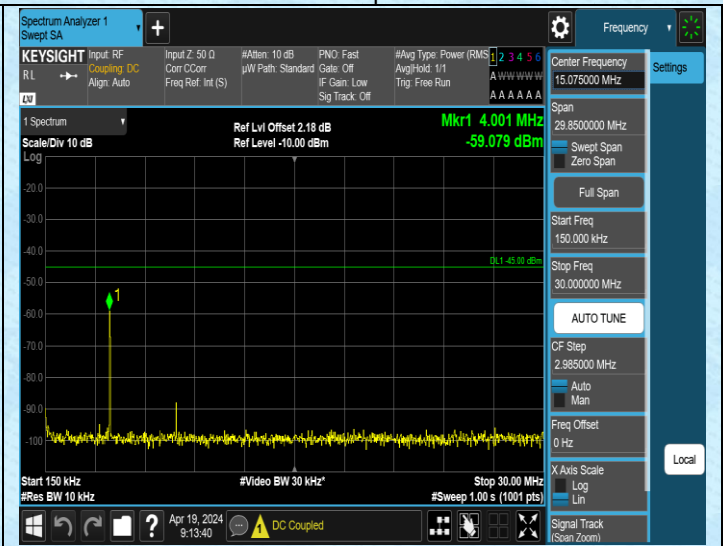 Spectrum Analyzer 1
Swept SA
Frequency
KEYSIGHT
RL
LXI
Input: RF
Coupling: DC
Align: Auto
Input Z: 50 Ω
Corr CCorr
Freq Ref: Int (S)
#Atten: 10 dB
µW Path: Standard
PNO: Fast
Gate: Off
IF Gain: Low
Sig Track: Off
#Avg Type: Power (RMS
Avg|Hold: 1/1
Trig: Free Run
1 2 3 4 5 6
A W W W W W
A A A A A A
1 Spectrum
Scale/Div 10 dB
Log
Ref Lvl Offset 2.18 dB
Ref Level -10.00 dBm
Mkr1 4.001 MHz
-59.079 dBm
-20.0
-30.0
-40.0
DL1 -45.00 dBm
-50.0
1
-60.0
-70.0
-80.0
-90.0
-100
Start 150 kHz
#Res BW 10 kHz
#Video BW 30 kHz*
Stop 30.00 MHz
#Sweep 1.00 s (1001 pts)
?
Apr 19, 2024
9:13:40
DC Coupled
Center Frequency
15.075000 MHz
Span
29.8500000 MHz
Swept Span
Zero Span
Full Span
Start Freq
150.000 kHz
Stop Freq
30.000000 MHz
AUTO TUNE
CF Step
2.985000 MHz
Auto
Man
Freq Offset
0 Hz
X Axis Scale
Log
Lin
Signal Track
(Span Zoom)
Settings
Local